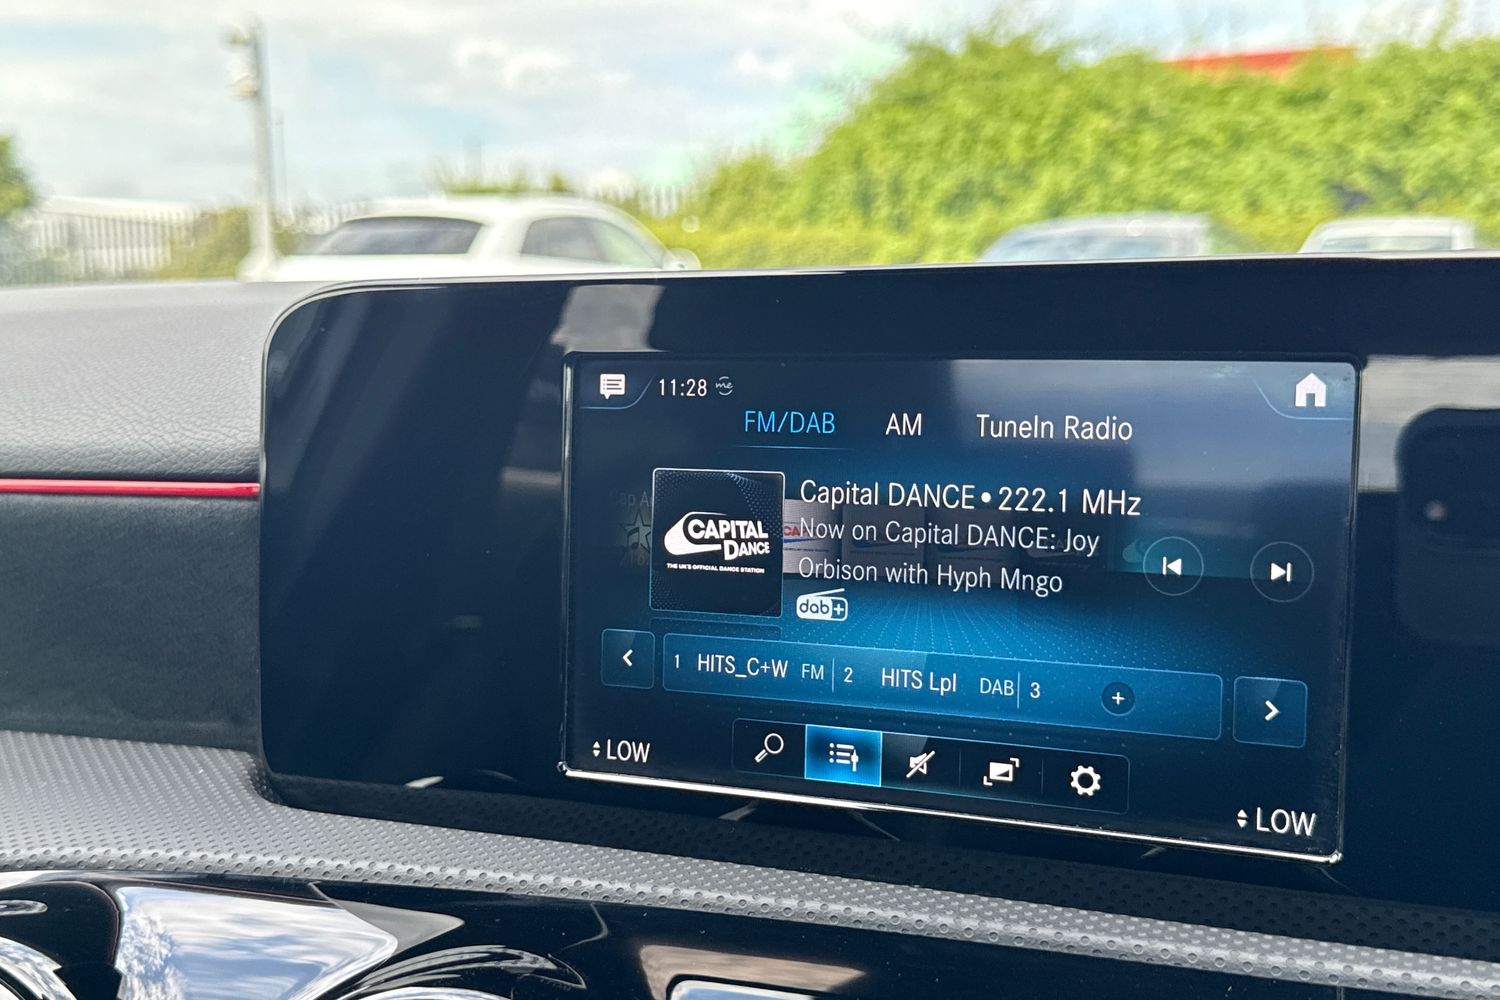 11:28 me
FM/DAB AM TuneIn Radio
Cap A
CAPITAL
DANCE
THE UK'S OFFICIAL DANCE STATION
Capital DANCE • 222.1 MHz
Now on Capital DANCE: Joy
Orbison with Hyph Mngo
dab+
1 HITS_C+W FM 2 HITS Lpl DAB 3 +
LOW
LOW